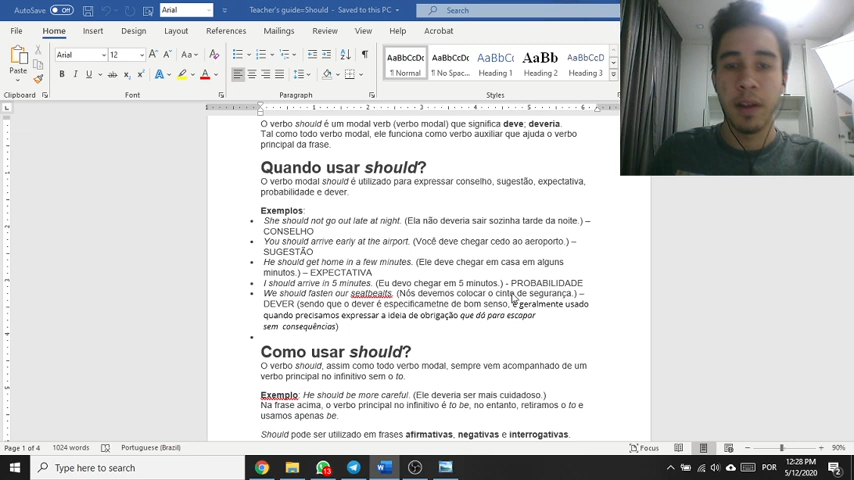 AutoSave Off Arial Teacher's guide=Should - Saved to this PC Search
File Home Insert Draw Design Layout References Mailings Review View Help Acrobat
Paste Arial 12 A A Aa A AaBbCcDc AaBbCcDc AaBbCc AaBb AaBbCcD
B I U ab x x A A ¶ Normal ¶ No Spac... Heading 1 Heading 2 Heading 3
Clipboard Font Paragraph Styles
O verbo should é um modal verb (verbo modal) que significa deve; deveria.
Tal como todo verbo modal, ele funciona como verbo auxiliar que ajuda o verbo
principal da frase.
Quando usar should?
O verbo modal should é utilizado para expressar conselho, sugestão, expectativa,
probabilidade e dever.
Exemplos:
She should not go out late at night. (Ela não deveria sair sozinha tarde da noite.) –
CONSELHO
You should arrive early at the airport. (Você deve chegar cedo ao aeroporto.) –
SUGESTÃO
He should get home in a few minutes. (Ele deve chegar em casa em alguns
minutos.) – EXPECTATIVA
I should arrive in 5 minutes. (Eu devo chegar em 5 minutos.) - PROBABILIDADE
We should fasten our seatbealts. (Nós devemos colocar o cinto de segurança.) –
DEVER (sendo que o dever é especificametne de bom senso, é geralmente usado
quando precisamos expressar a ideia de obrigação que dá para escapar
sem consequências)
Como usar should?
O verbo should, assim como todo verbo modal, sempre vem acompanhado de um
verbo principal no infinitivo sem o to.
Exemplo: He should be more careful. (Ele deveria ser mais cuidadoso.)
Na frase acima, o verbo principal no infinitivo é to be, no entanto, retiramos o to e
usamos apenas be.
Should pode ser utilizado em frases afirmativas, negativas e interrogativas.
Page 1 of 4 1024 words Portuguese (Brazil) Focus 90%
Type here to search 13 POR 12:28 PM 5/12/2020 2